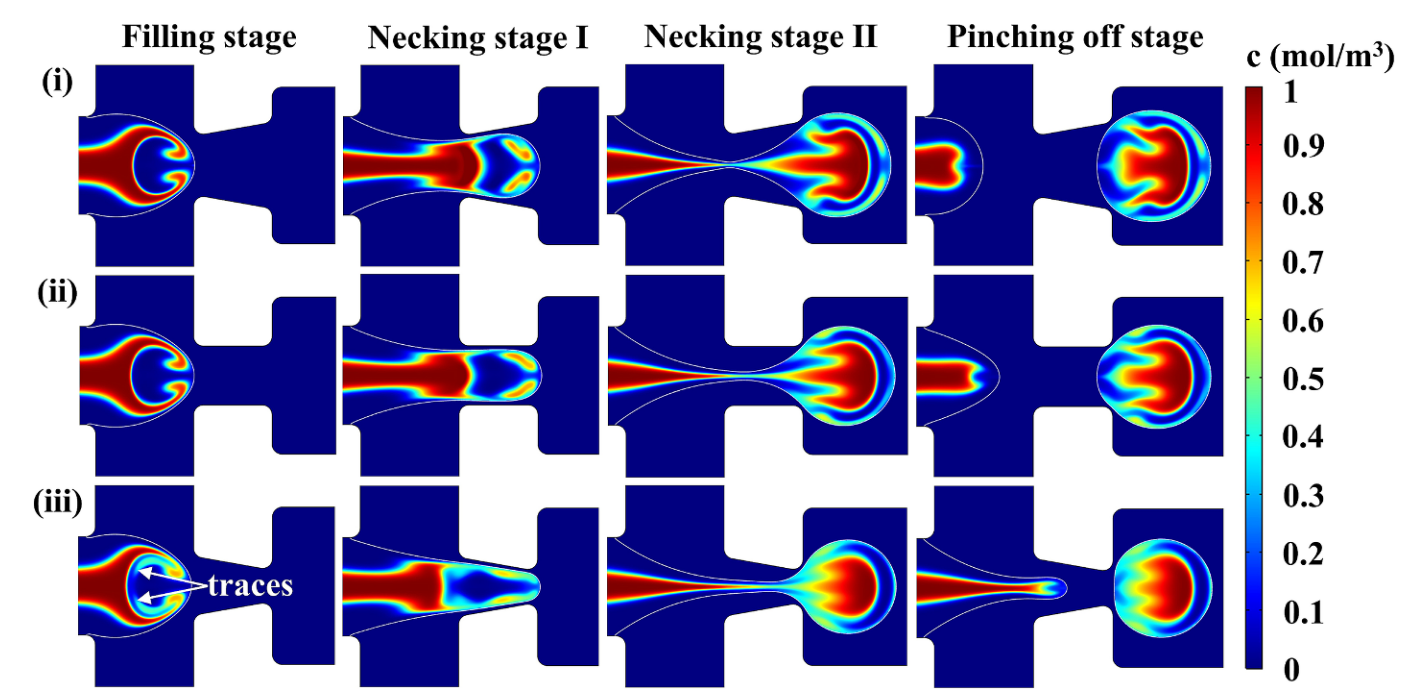 Filling stage
Necking stage I
Necking stage II
Pinching off stage
c (mol/m³)
(i)
(ii)
(iii)
traces
1
0.9
0.8
0.7
0.6
0.5
0.4
0.3
0.2
0.1
0